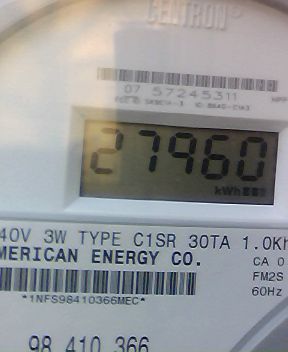 CENTRON®
07 57245311
27960
kWh
40V 3W TYPE C1SR 30TA 1.0Kh
MERICAN ENERGY CO.
CA 0
FM2S
*1NFS98410366MEC*
60Hz
98 410 366